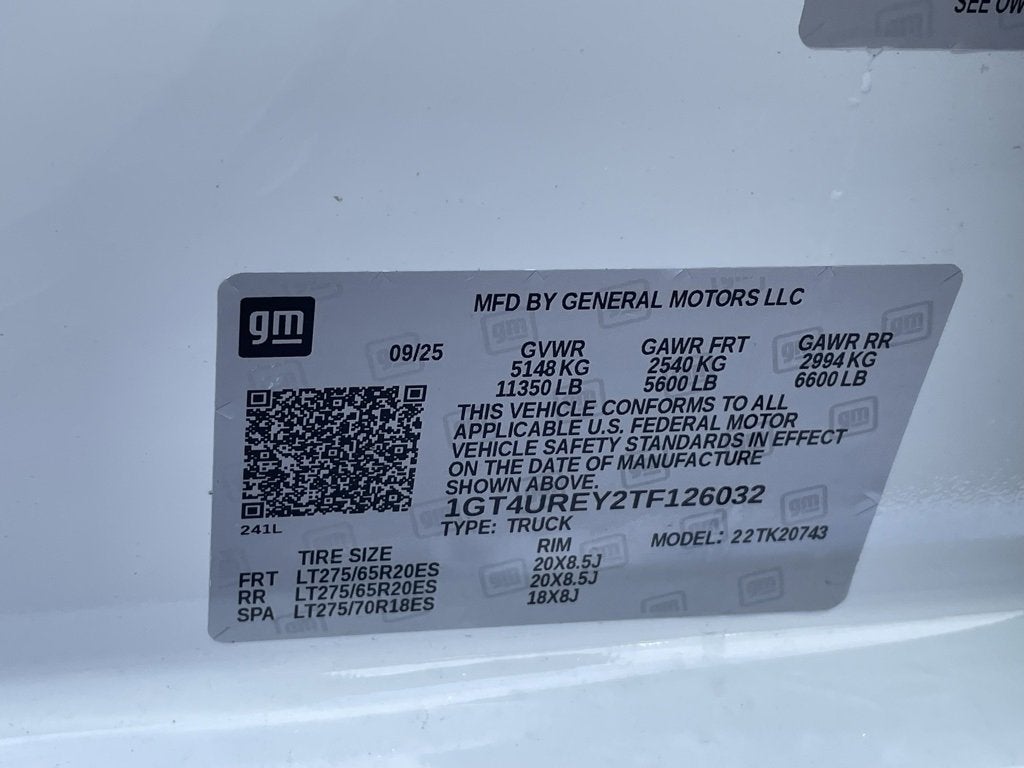 SEE OW
gm
MFD BY GENERAL MOTORS LLC
09/25
GVWR GAWR FRT GAWR RR
5148 KG 2540 KG 2994 KG
11350 LB 5600 LB 6600 LB
THIS VEHICLE CONFORMS TO ALL
APPLICABLE U.S. FEDERAL MOTOR
VEHICLE SAFETY STANDARDS IN EFFECT
ON THE DATE OF MANUFACTURE
SHOWN ABOVE.
1GT4UREY2TF126032
241L
TYPE: TRUCK MODEL: 22TK20743
TIRE SIZE RIM
FRT LT275/65R20ES 20X8.5J
RR LT275/65R20ES 20X8.5J
SPA LT275/70R18ES 18X8J